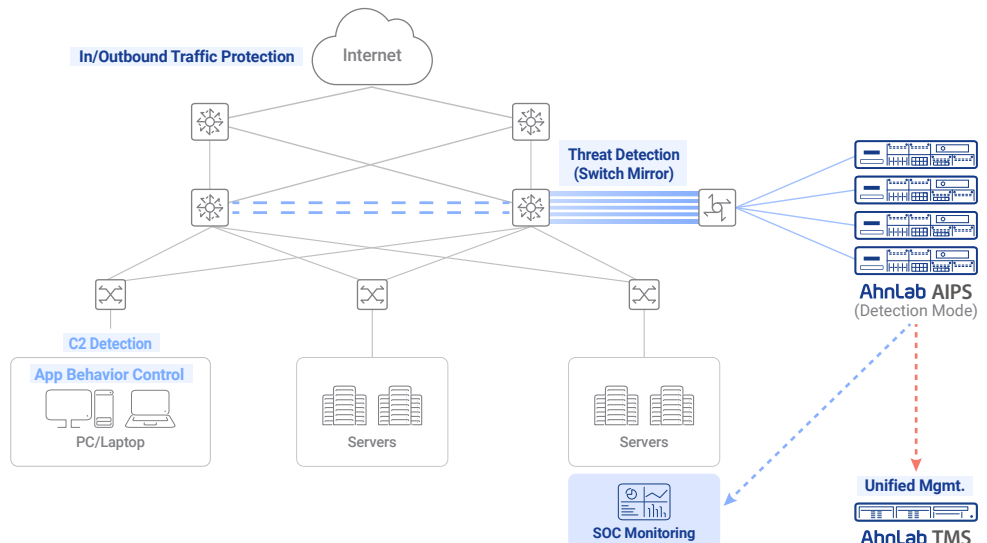 In/Outbound Traffic Protection
Internet
Threat Detection
(Switch Mirror)
AhnLab AIPS
(Detection Mode)
C2 Detection
App Behavior Control
PC/Laptop
Servers
Servers
SOC Monitoring
Unified Mgmt.
AhnLab TMS